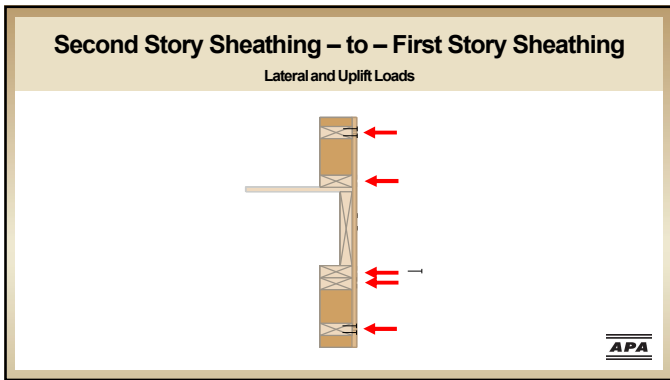 Second Story Sheathing – to – First Story Sheathing
Lateral and Uplift Loads
APA